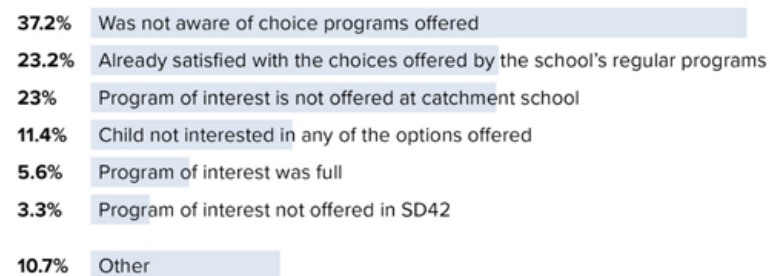 37.2% Was not aware of choice programs offered
23.2% Already satisfied with the choices offered by the school’s regular programs
23% Program of interest is not offered at catchment school
11.4% Child not interested in any of the options offered
5.6% Program of interest was full
3.3% Program of interest not offered in SD42
10.7% Other